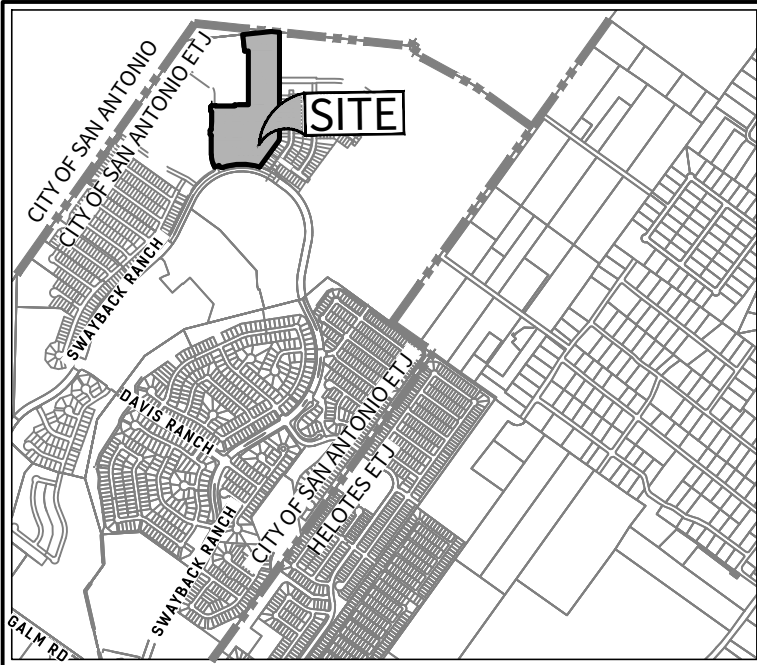 CITY OF SAN ANTONIO
CITY OF SAN ANTONIO ETJ
SITE
SWAYBACK RANCH
DAVIS RANCH
CITY OF SAN ANTONIO ETJ
HELOTES ETJ
SWAYBACK RANCH
GALM RD